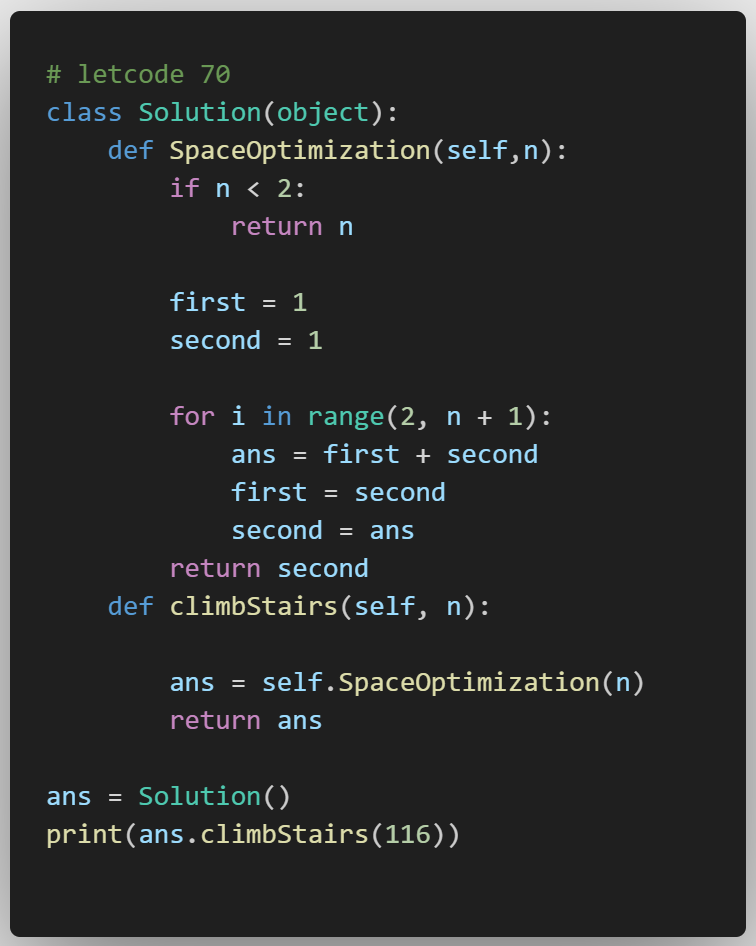 # letcode 70
class Solution(object):
    def SpaceOptimization(self,n):
        if n < 2:
            return n
        first = 1
        second = 1
        for i in range(2, n + 1):
            ans = first + second
            first = second
            second = ans
        return second
    def climbStairs(self, n):
        ans = self.SpaceOptimization(n)
        return ans
ans = Solution()
print(ans.climbStairs(116))